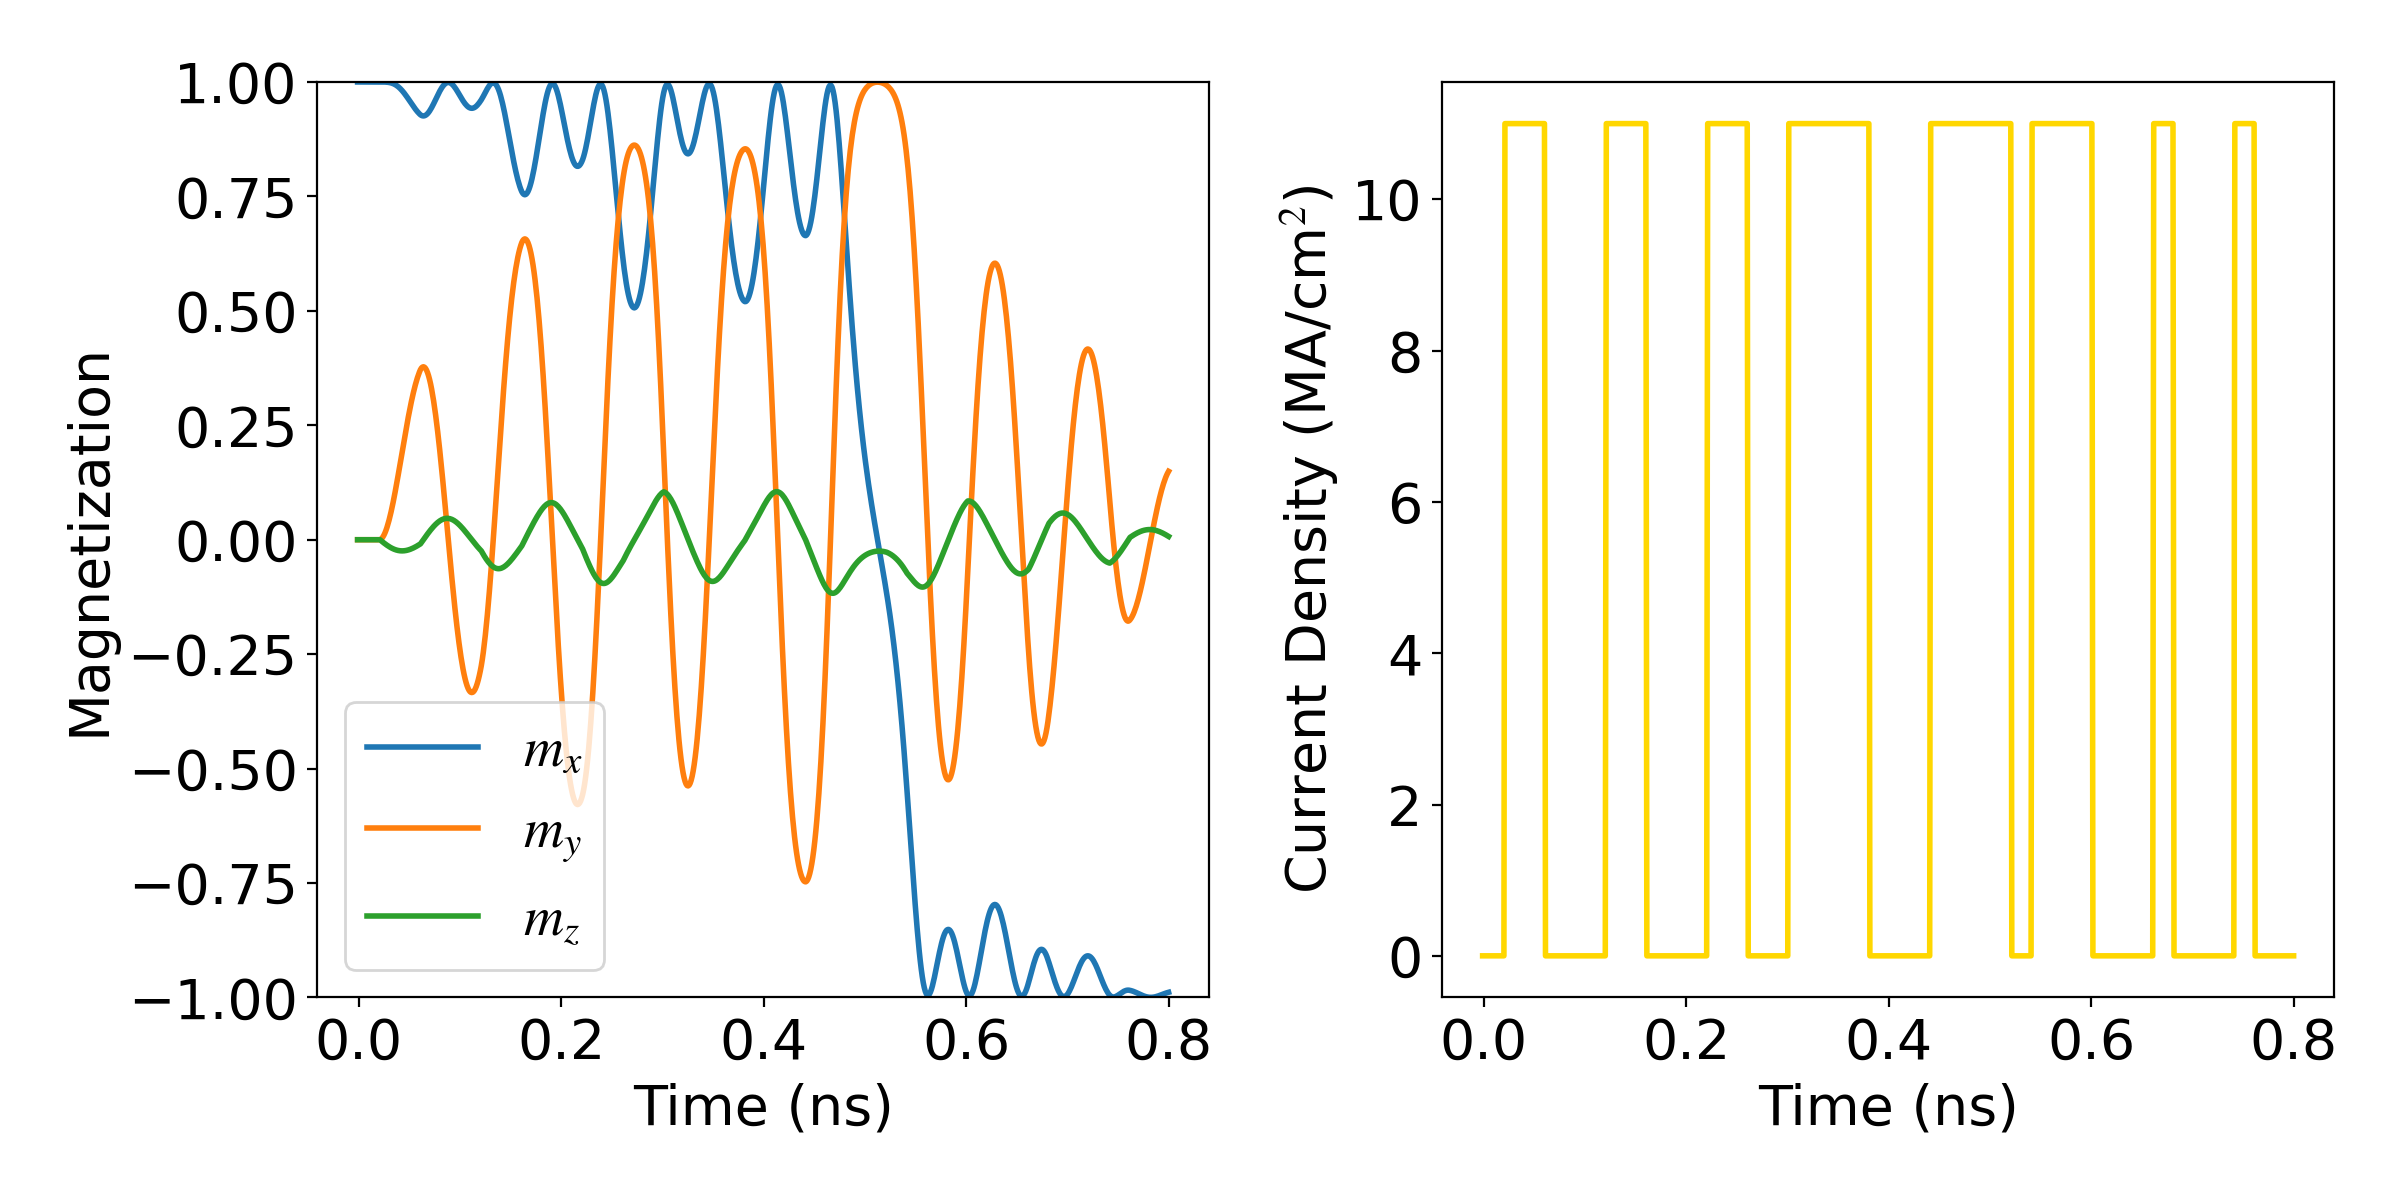 Magnetization
1.00
0.75
0.50
0.25
0.00
−0.25
−0.50
−0.75
−1.00
m_x
m_y
m_z
0.0 0.2 0.4 0.6 0.8
Time (ns)
Current Density (MA/cm²)
10
8
6
4
2
0
0.0 0.2 0.4 0.6 0.8
Time (ns)